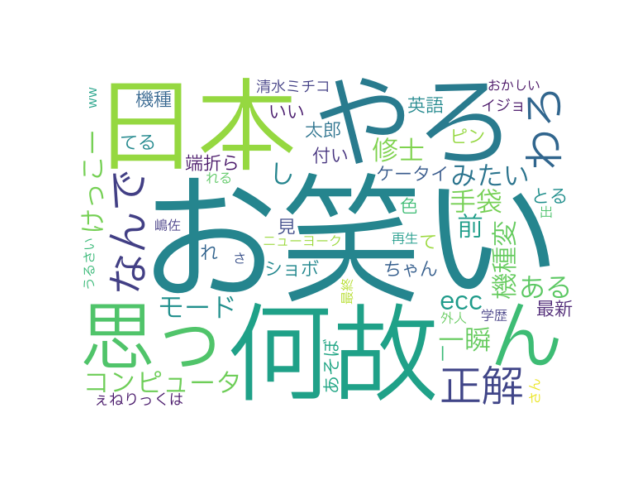 ww
機種
清水ミチコ
おかしい
日本
やろ
いい
英語
イジョ
わろ
てる
太郎
ピン
端折ら
付い
修士
けっこー
なんで
お笑い
し
ケータイ
みたい
れる
手袋
とる
色
出
嶋佐
見
前
うるさい
れ
さ
ニューヨーク
再生
て
機種変
ショボ
ちゃん
ある
思っ
モード
何故
最終
ecc
最新
外人
学歴
ん
一瞬
ー
あそぼ
コンピュータ
正解
さん
ぇねりっくは